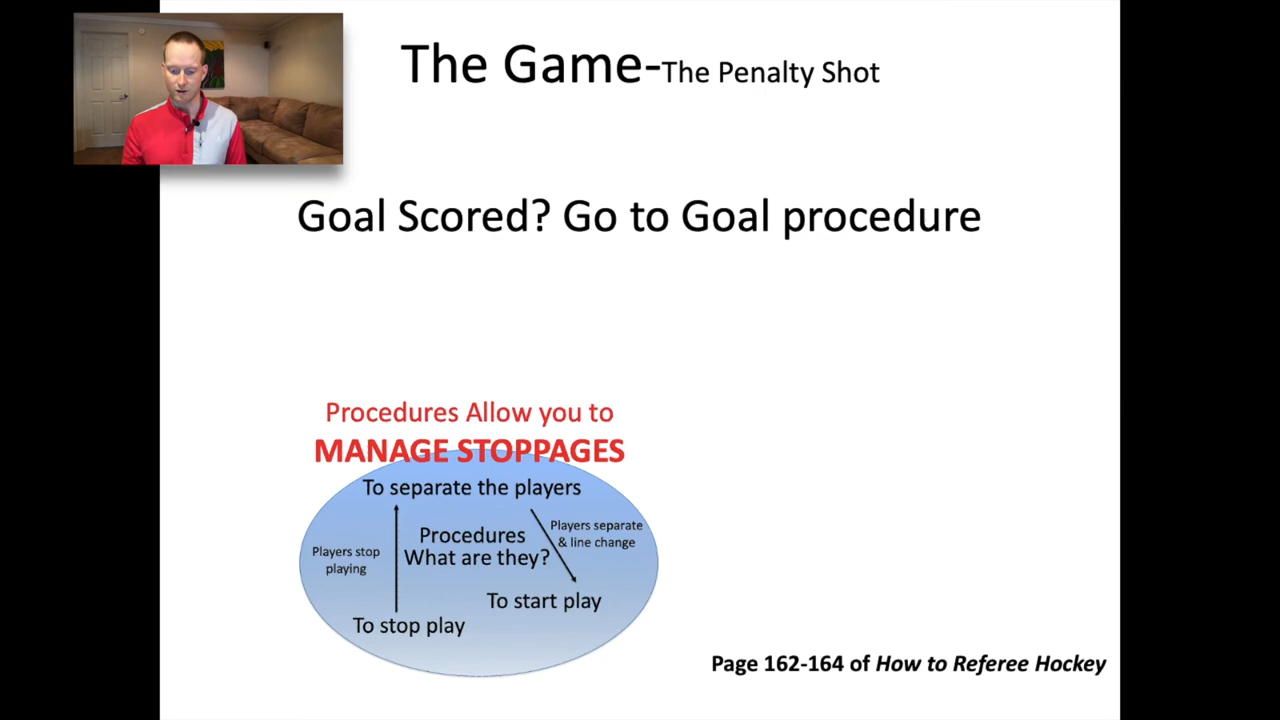 The Game-The Penalty Shot
Goal Scored? Go to Goal procedure
Procedures Allow you to
MANAGE STOPPAGES
To separate the players
Players separate
& line change
Procedures
What are they?
Players stop
playing
To start play
To stop play
Page 162-164 of How to Referee Hockey